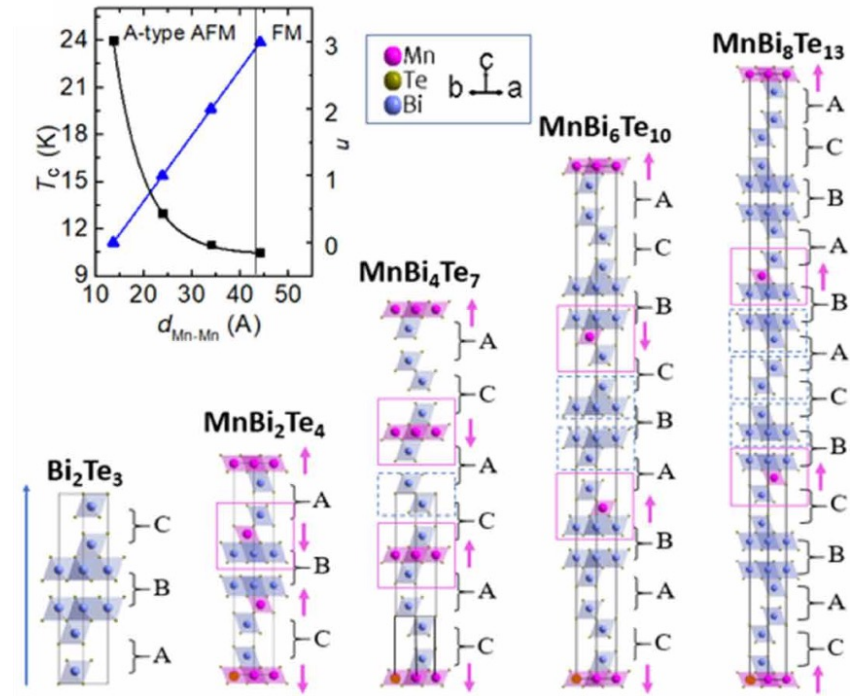 A-type AFM FM
24
21
18
15
12
9
T_c (K)
3
2
1
0
n
10 20 30 40 50
d_Mn-Mn (A)
Mn
Te
Bi
c
b a
Bi₂Te₃
C
B
A
MnBi₂Te₄
A
B
C
MnBi₄Te₇
A
C
A
C
A
C
MnBi₆Te₁₀
A
C
B
C
B
A
B
A
C
MnBi₈Te₁₃
A
C
B
A
B
A
C
B
C
B
A
C